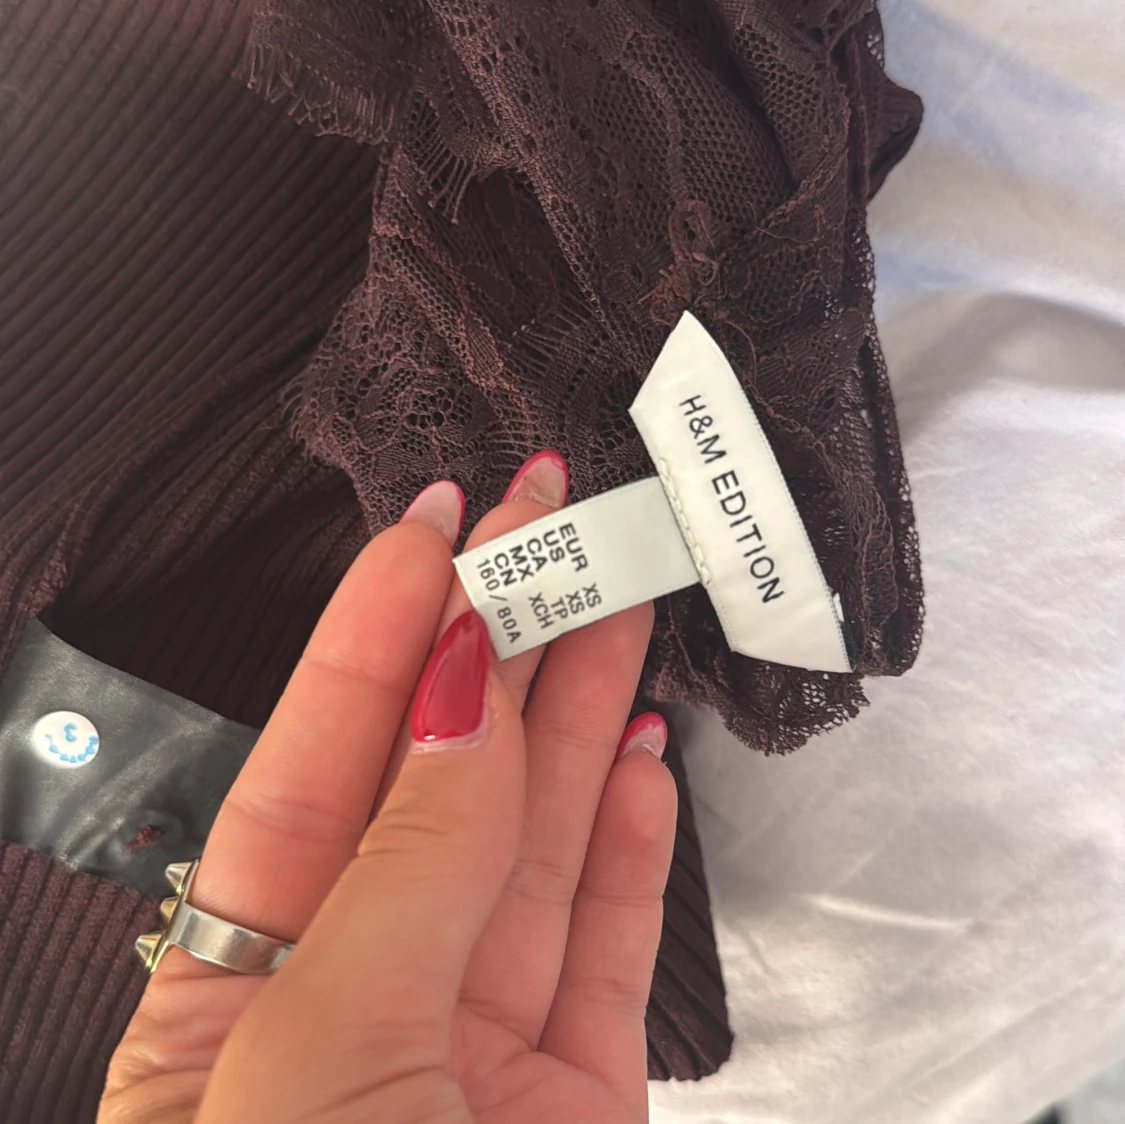 H&M EDITION
EUR XS
US XS
CA TP
MX XCH
CN
160/80A